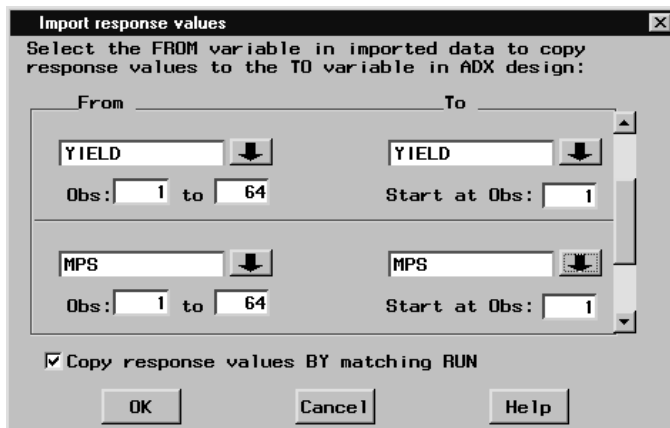 Import response values
Select the FROM variable in imported data to copy
response values to the TO variable in ADX design:
From To
YIELD YIELD
Obs: 1 to 64 Start at Obs: 1
MPS MPS
Obs: 1 to 64 Start at Obs: 1
Copy response values BY matching RUN
OK Cancel Help